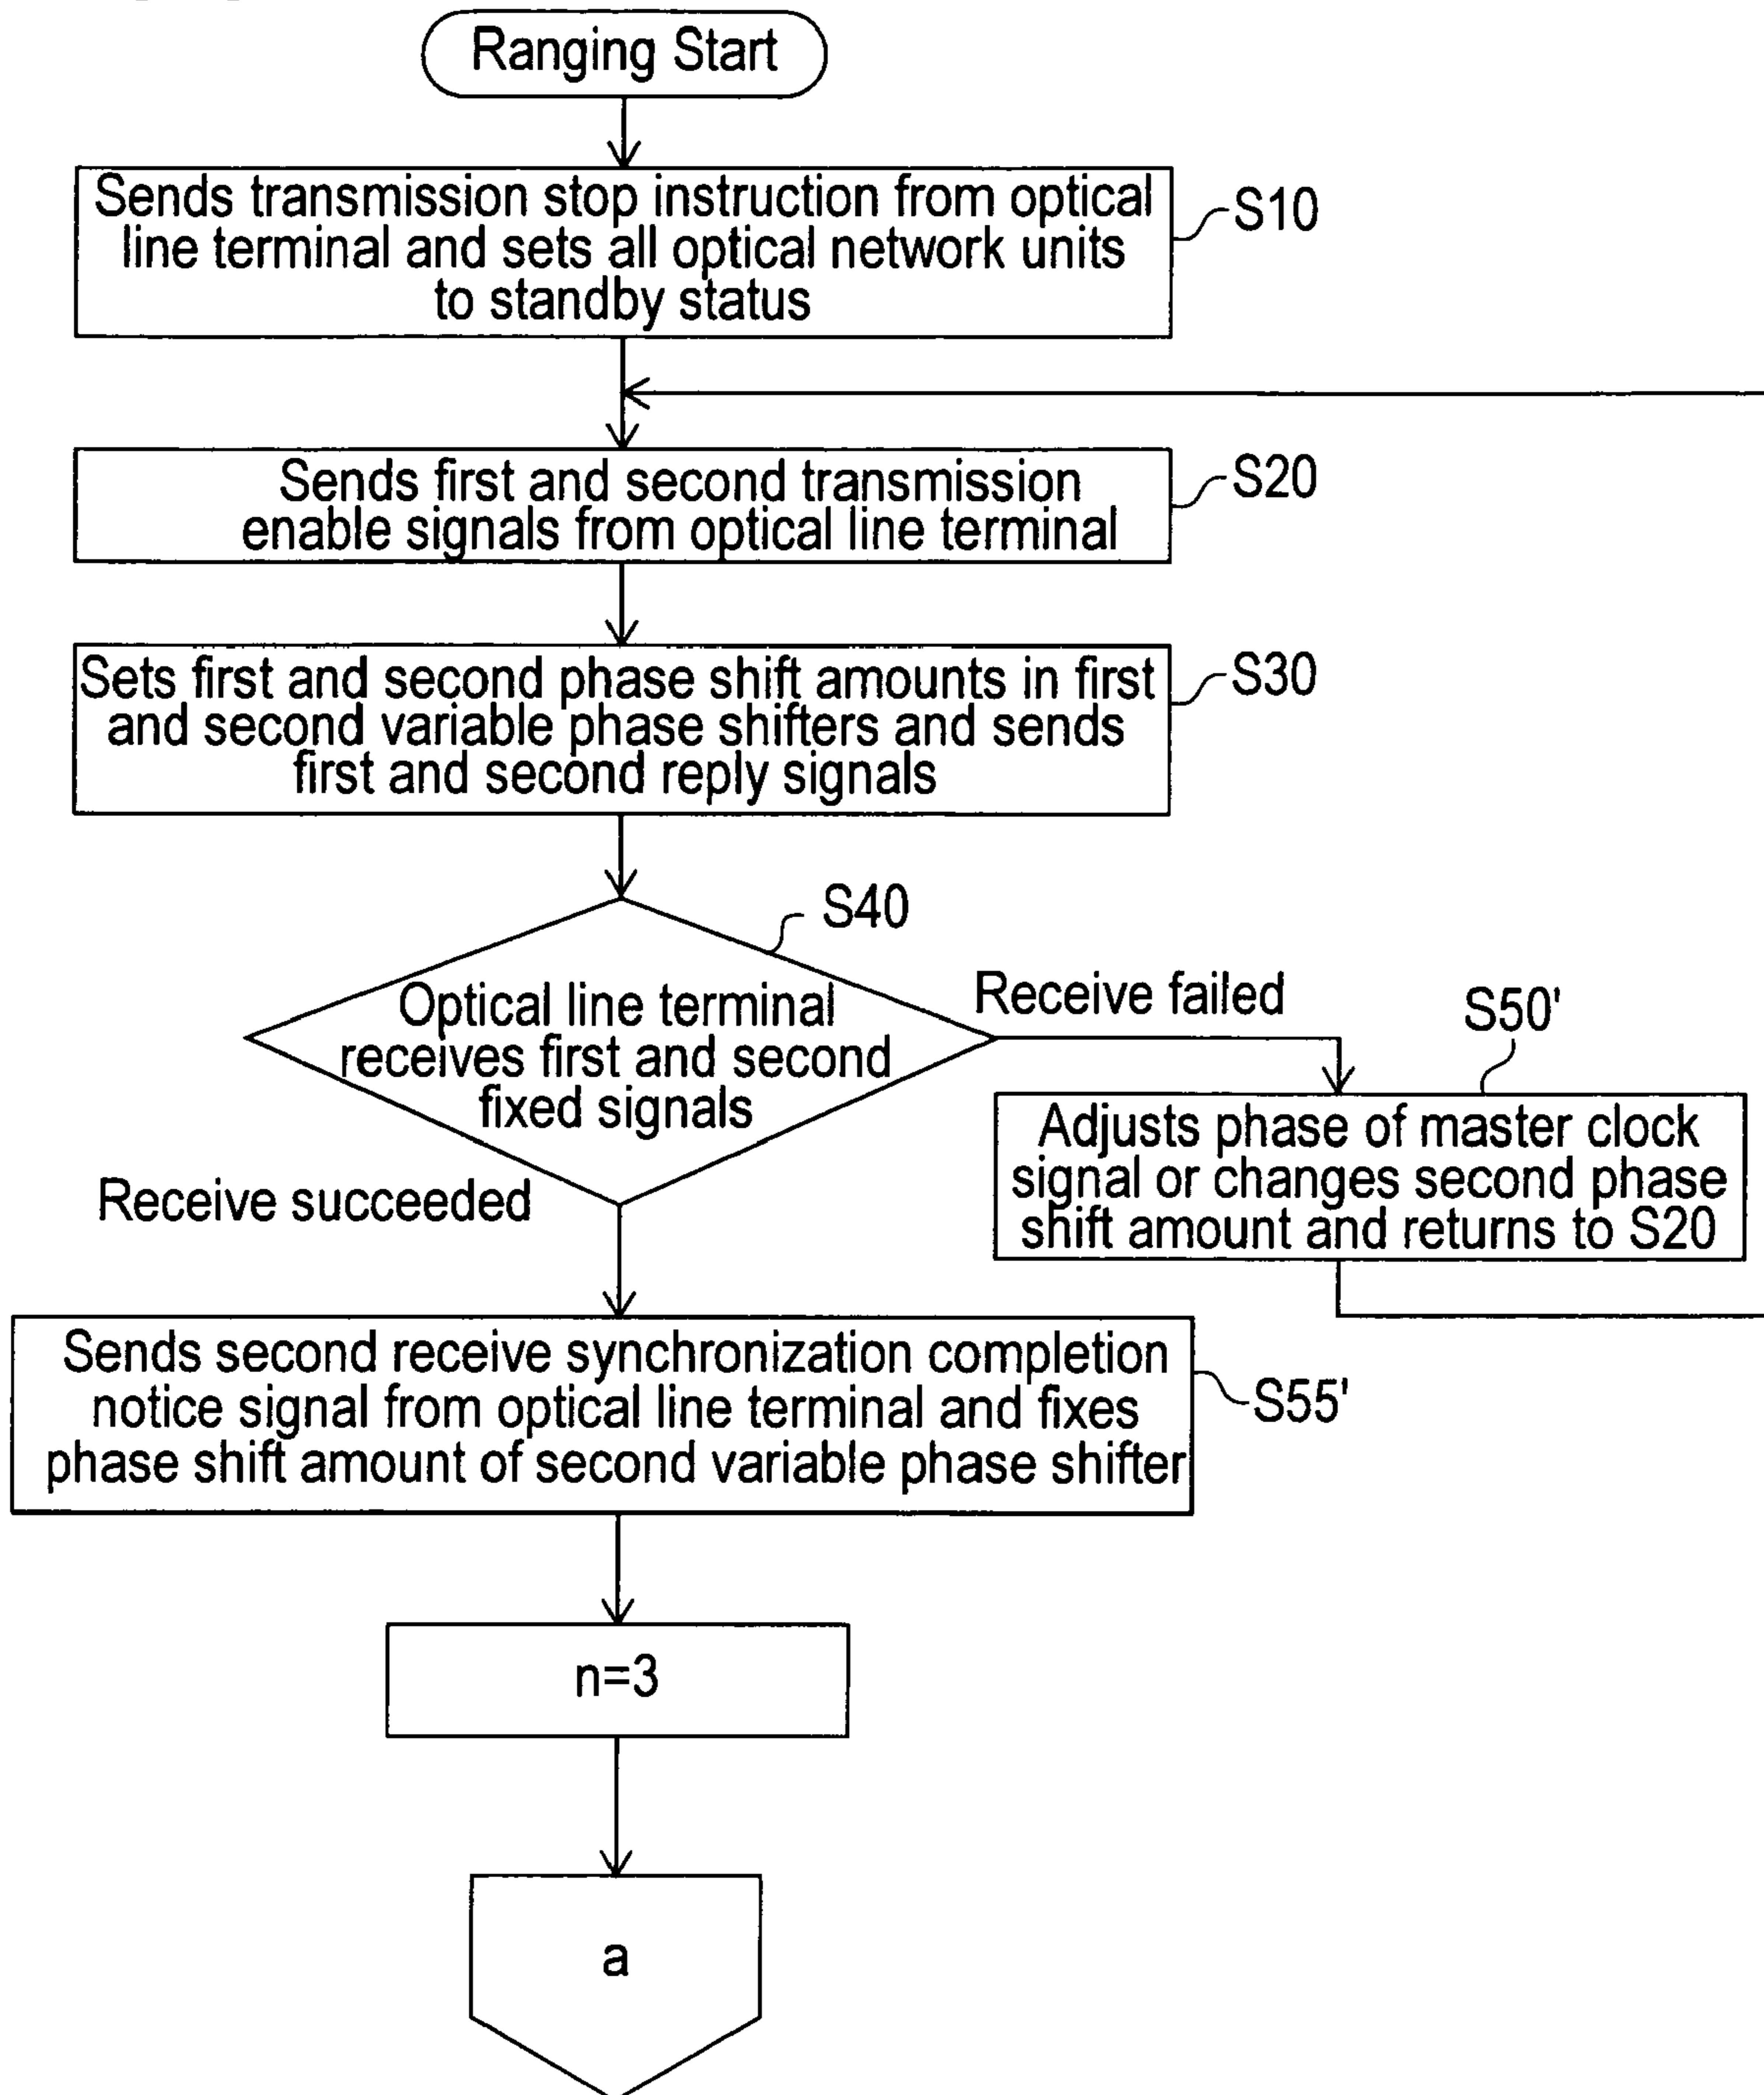 Ranging Start
Sends transmission stop instruction from optical
line terminal and sets all optical network units
to standby status
S10
Sends first and second transmission
enable signals from optical line terminal
S20
Sets first and second phase shift amounts in first
and second variable phase shifters and sends
first and second reply signals
S30
S40
Optical line terminal
receives first and second
fixed signals
Receive failed
S50'
Adjusts phase of master clock
signal or changes second phase
shift amount and returns to S20
Receive succeeded
Sends second receive synchronization completion
notice signal from optical line terminal and fixes
phase shift amount of second variable phase shifter
S55'
n=3
a